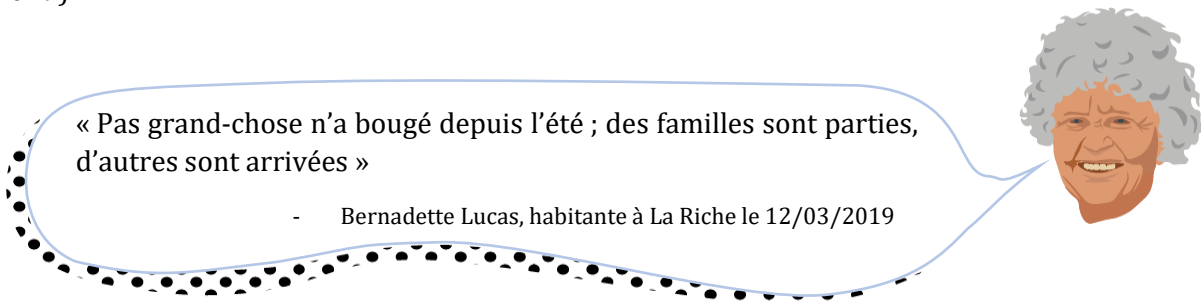 « Pas grand-chose n’a bougé depuis l’été ; des familles sont parties,
d’autres sont arrivées »
- Bernadette Lucas, habitante à La Riche le 12/03/2019